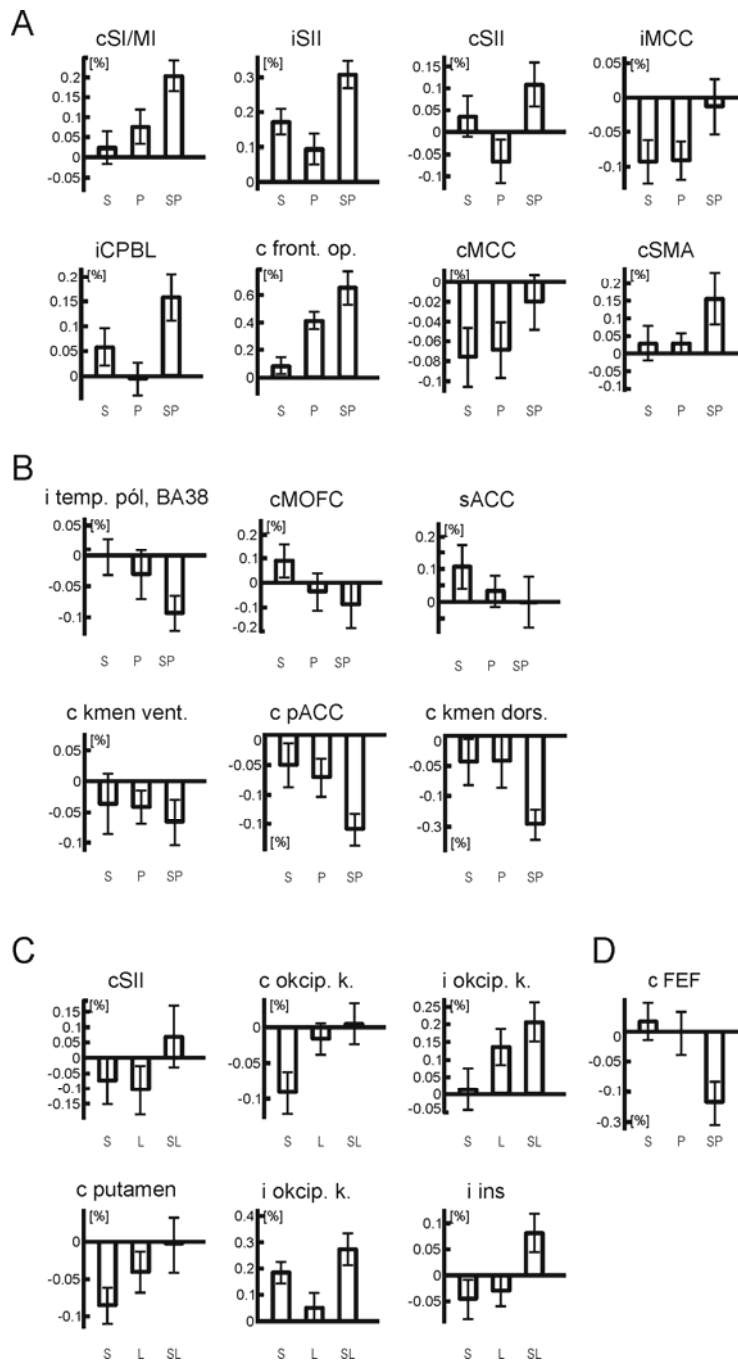 A
cSI/MI iSII cSII iMCC
[%] [%] [%] [%]
0.2 0.15 0.1 0.05 0 -0.05
S P SP
0.3 0.2 0.1 0
S P SP
0.15 0.1 0.05 0 -0.05 -0.1
S P SP
0.05 0 -0.05 -0.1
S P SP
iCPBL c front. op. cMCC cSMA
[%] [%] [%] [%]
0.2 0.15 0.1 0.05 0 -0.05
S P SP
0.6 0.4 0.2 0
S P SP
0 -0.02 -0.04 -0.06 -0.08 -0.1
S P SP
0.2 0.15 0.1 0.05 0 -0.05 -0.1
S P SP
B
i temp. pól, BA38 cMOFC sACC
[%] [%] [%]
0.05 0 -0.05 -0.1
S P SP
0.2 0.1 0 -0.1 -0.2
S P SP
0.2 0.1 0
S P SP
c kmen vent. c pACC c kmen dors.
[%]
0.05 0 -0.05 -0.1
S P SP
0 -0.05 -0.1 -0.1
[%]
S P SP
0 -0.05 -0.1 -0.3
[%]
S P SP
C
cSII c okcip. k. i okcip. k.
[%] [%] [%]
0.15 0.1 0.05 0 -0.05 -0.1 -0.15
S L SL
0.05 0 -0.05 -0.1
S L SL
0.25 0.2 0.15 0.1 0.05 0 -0.05
S L SL
D
c FEF
0 -0.05 -0.1 -0.3
[%]
S P SP
c putamen i okcip. k. i ins
[%] [%] [%]
0 -0.05 -0.1
S L SL
0.4 0.3 0.2 0.1 0
S L SL
0.1 0.05 0 -0.05
S L SL